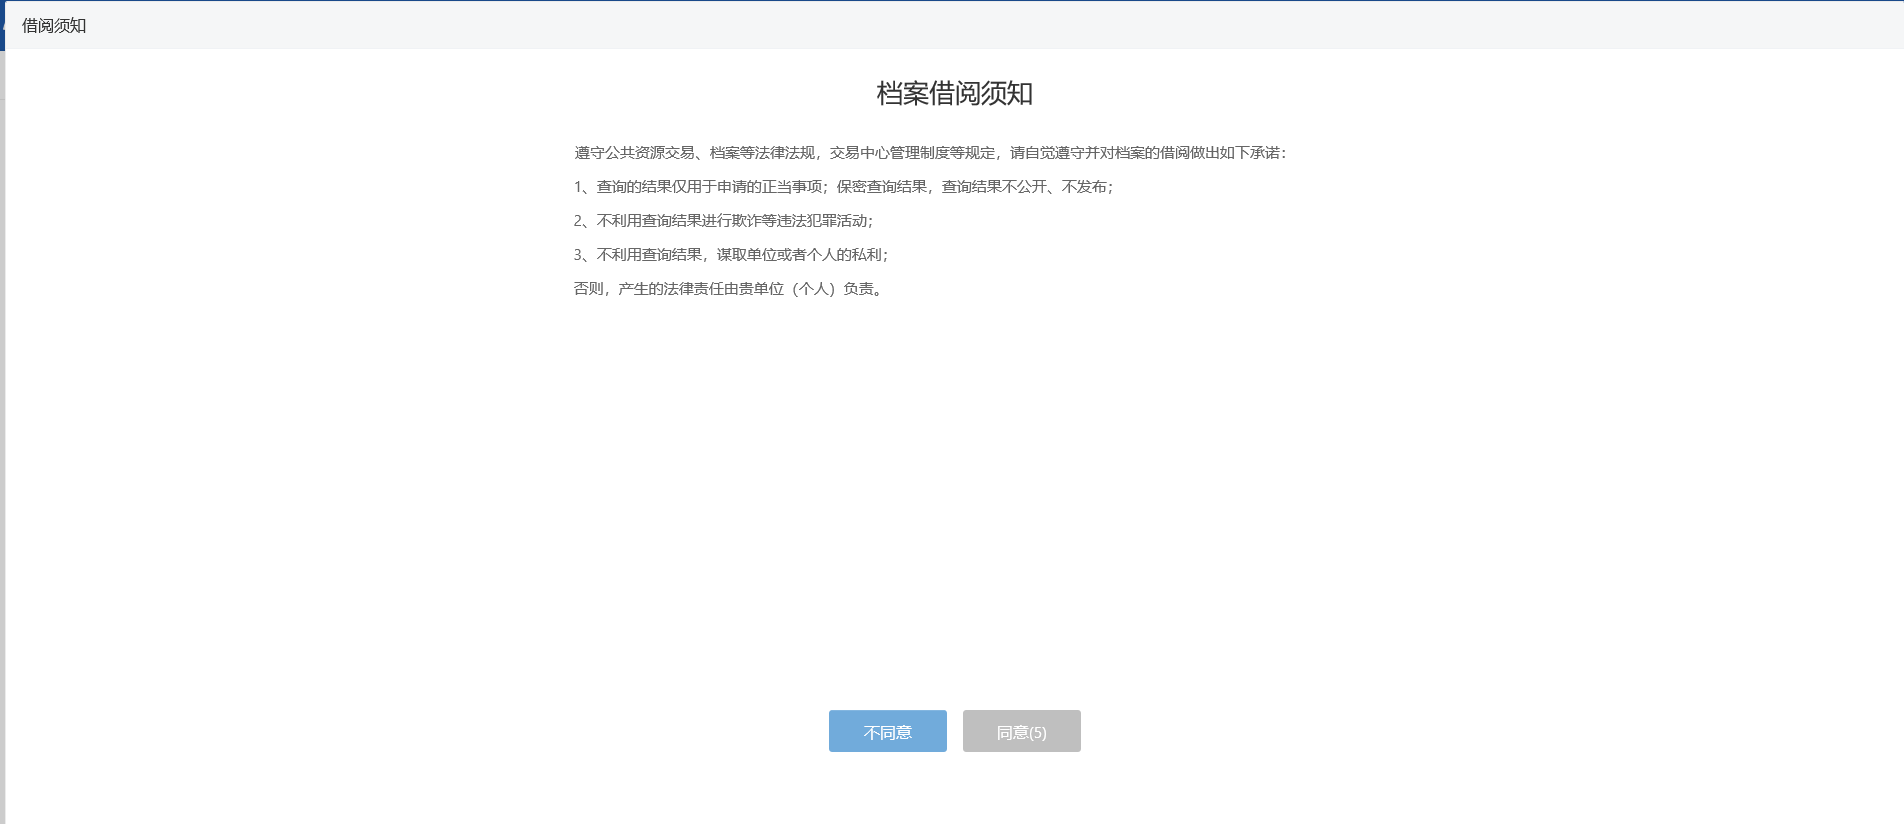 借阅须知
档案借阅须知
遵守公共资源交易、档案等法律法规，交易中心管理制度等规定，请自觉遵守并对档案的借阅做出如下承诺：
1、查询的结果仅用于申请的正当事项；保密查询结果，查询结果不公开、不发布；
2、不利用查询结果进行欺诈等违法犯罪活动；
3、不利用查询结果，谋取单位或者个人的私利；
否则，产生的法律责任由贵单位（个人）负责。
不同意 同意(5)